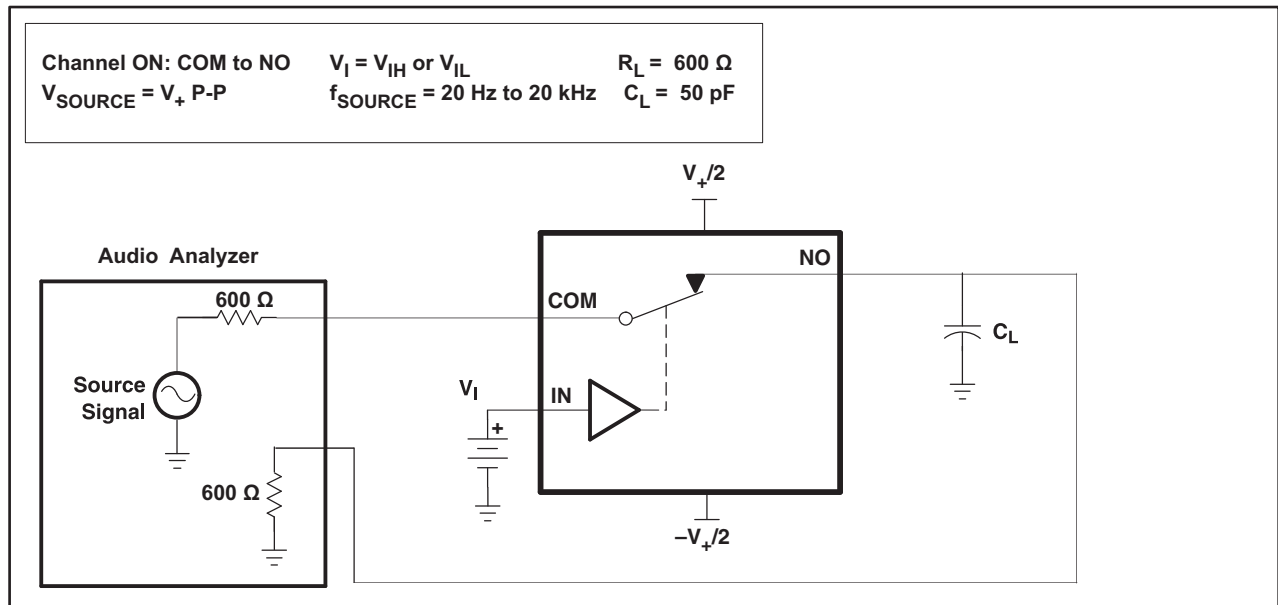 Channel ON: COM to NO V_I = V_IH or V_IL R_L = 600 Ω
V_SOURCE = V_+ P-P f_SOURCE = 20 Hz to 20 kHz C_L = 50 pF
V_+/2
Audio Analyzer
NO
600 Ω
COM
C_L
Source
Signal
V_I
IN
+
600 Ω
–V_+/2